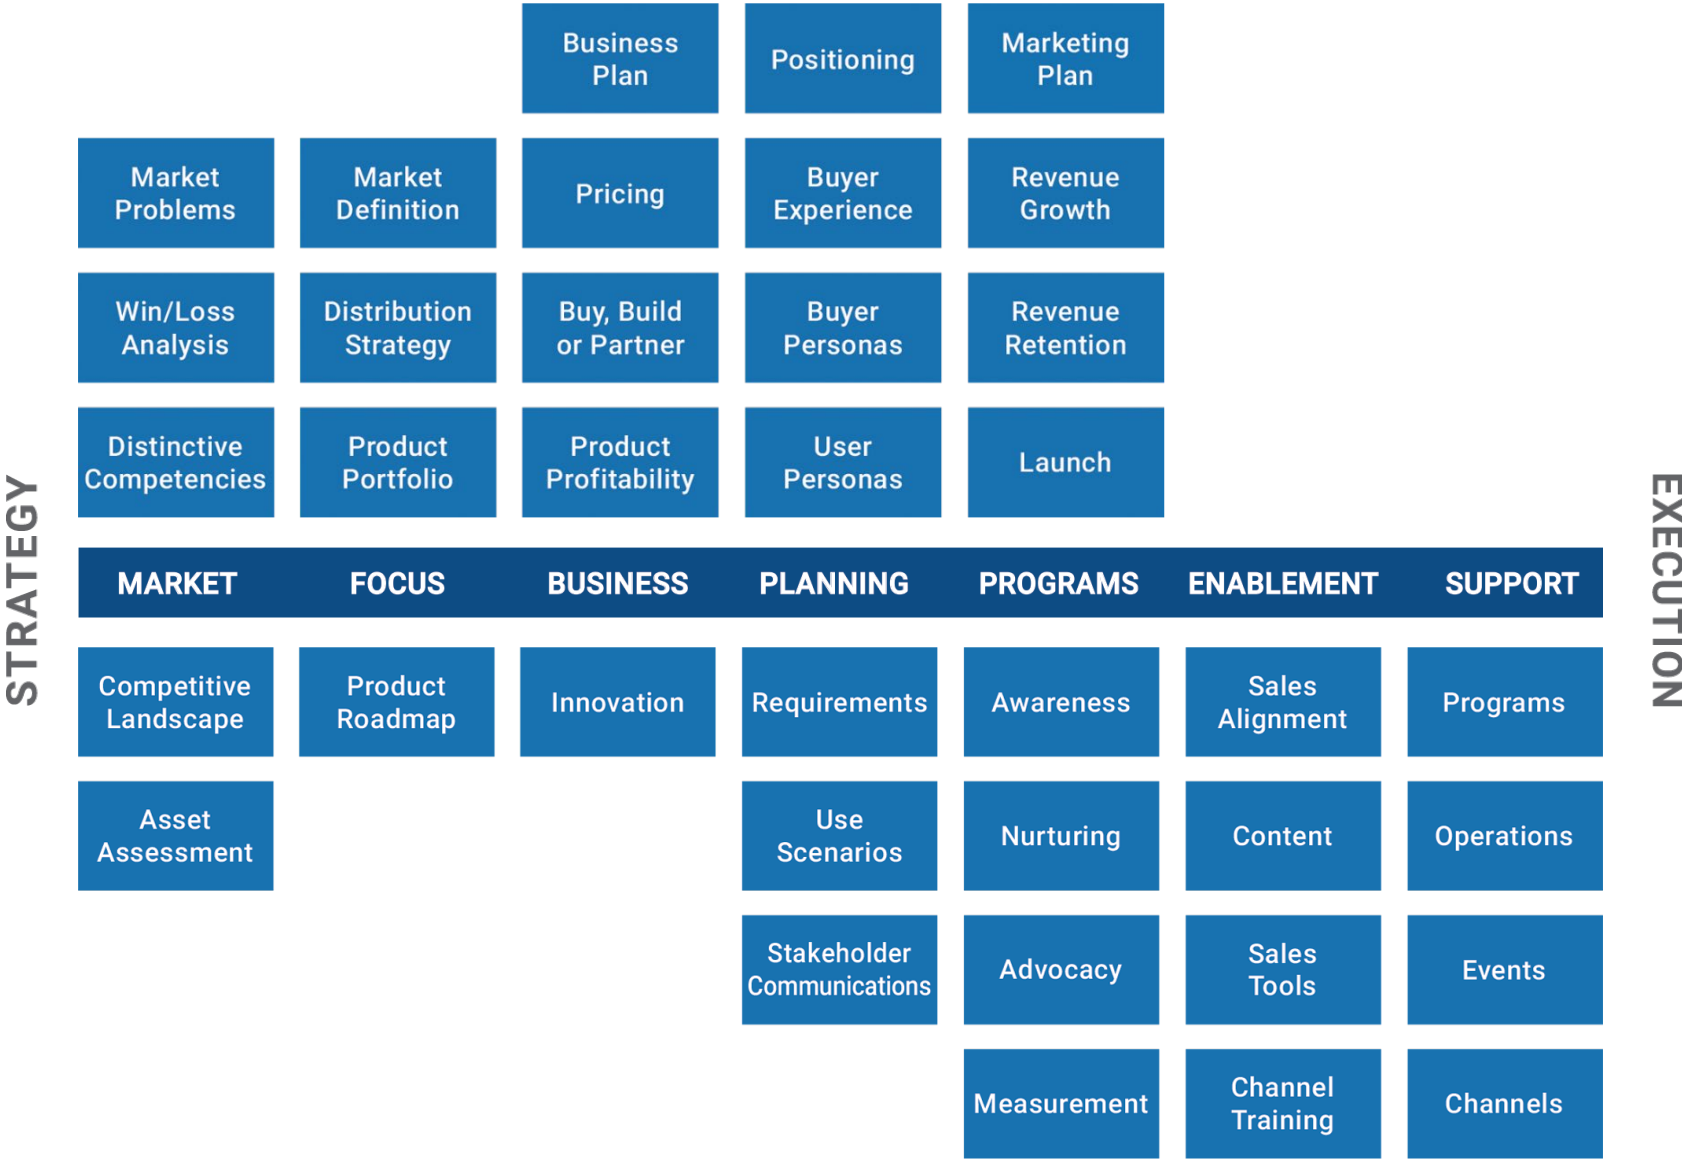 Business
Plan
Positioning
Marketing
Plan
Market
Problems
Market
Definition
Pricing
Buyer
Experience
Revenue
Growth
Win/Loss
Analysis
Distribution
Strategy
Buy, Build
or Partner
Buyer
Personas
Revenue
Retention
Distinctive
Competencies
Product
Portfolio
Product
Profitability
User
Personas
Launch
STRATEGY
MARKET
FOCUS
BUSINESS
PLANNING
PROGRAMS
ENABLEMENT
SUPPORT
EXECUTION
Competitive
Landscape
Product
Roadmap
Innovation
Requirements
Awareness
Sales
Alignment
Programs
Asset
Assessment
Use
Scenarios
Nurturing
Content
Operations
Stakeholder
Communications
Advocacy
Sales
Tools
Events
Measurement
Channel
Training
Channels